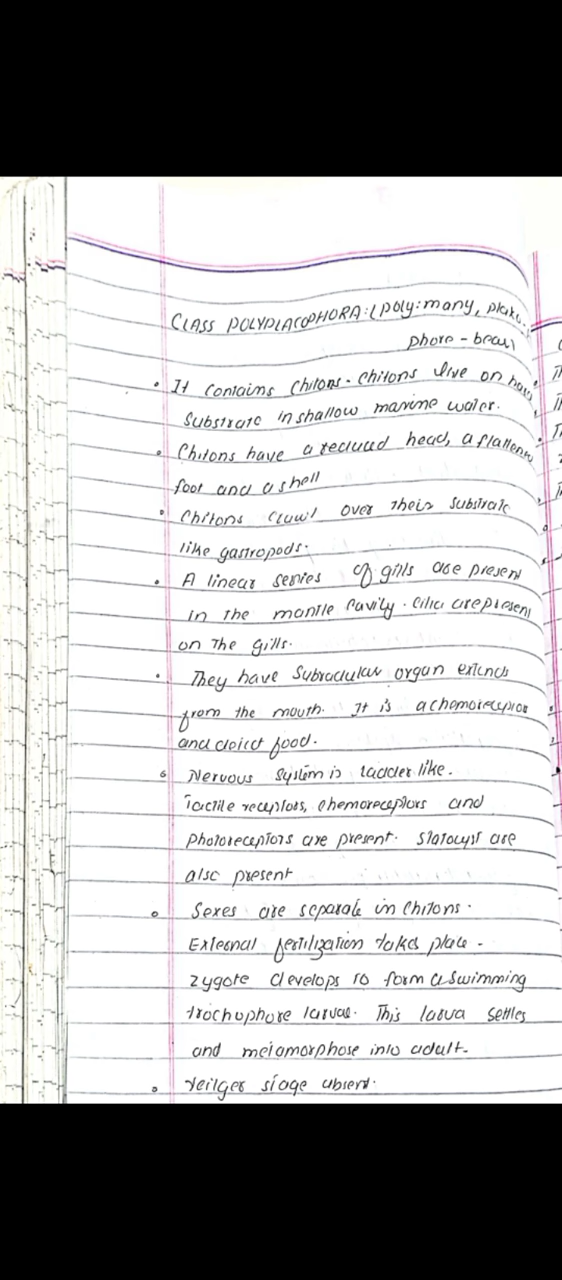 CLASS POLYPLACOPHORA: (poly: many, plak
phore - bear
• It contains chitons. Chitons live on hard
substrate in shallow marine water.
• Chitons have a reduced head, a flattened
foot and a shell
• Chitons crawl over their substrate
like gastropods.
• A linear series of gills are present
in the mantle cavity. Cilia are present
on the gills.
• They have Subradular organ extends
from the mouth. It is a chemoreceptor
and detect food.
• Nervous system is ladder like.
Tactile receptors, chemoreceptors and
Photoreceptors are present. Statocyst are
also present
• Sexes are separate in Chitons.
External fertilization takes place -
zygote develops to form a swimming
trochophore larvae. This larva settles
and metamorphose into adult.
• Veilger stage absent.